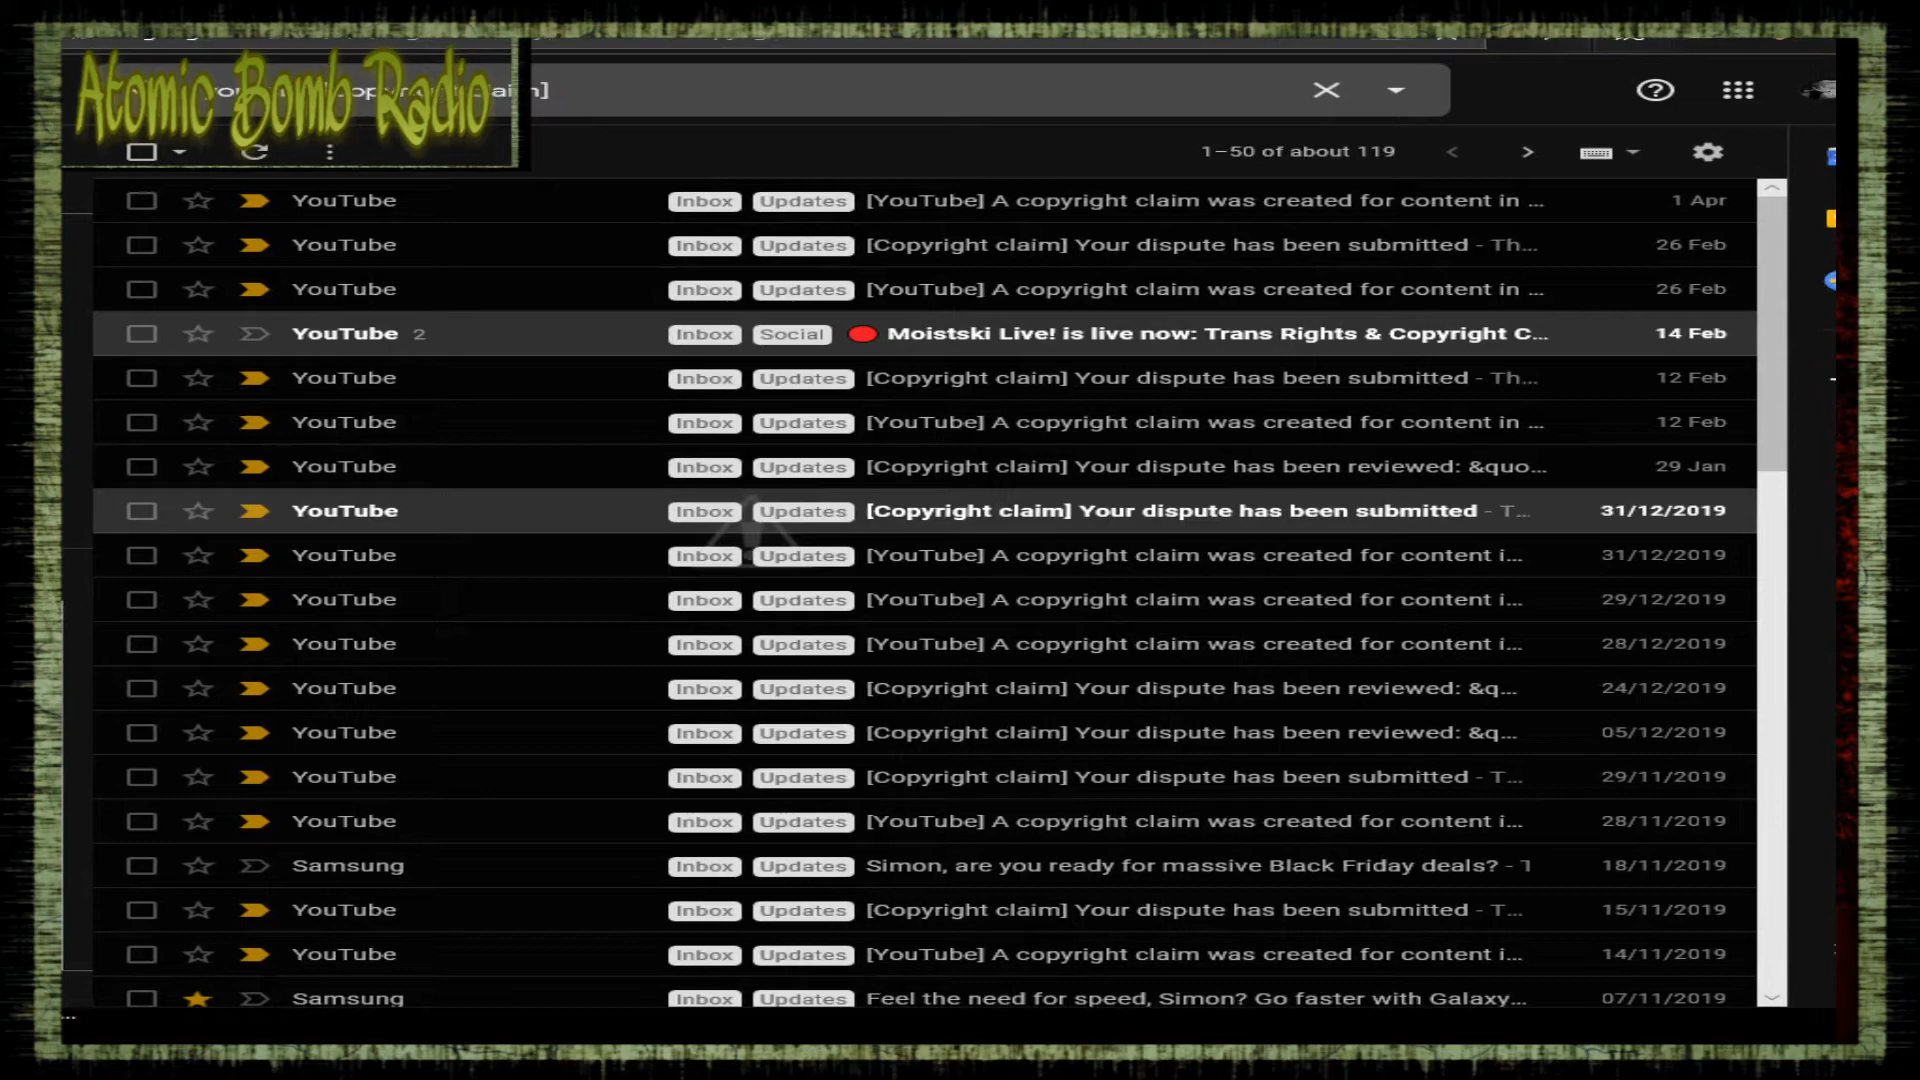 Atomic Bomb Radio
1–50 of about 119
YouTube Inbox Updates [YouTube] A copyright claim was created for content in ... 1 Apr
YouTube Inbox Updates [Copyright claim] Your dispute has been submitted - Th... 26 Feb
YouTube Inbox Updates [YouTube] A copyright claim was created for content in ... 26 Feb
YouTube 2 Inbox Social Moistski Live! is live now: Trans Rights & Copyright C... 14 Feb
YouTube Inbox Updates [Copyright claim] Your dispute has been submitted - Th... 12 Feb
YouTube Inbox Updates [YouTube] A copyright claim was created for content in ... 12 Feb
YouTube Inbox Updates [Copyright claim] Your dispute has been reviewed: &quo... 29 Jan
YouTube Inbox Updates [Copyright claim] Your dispute has been submitted - T... 31/12/2019
YouTube Inbox Updates [YouTube] A copyright claim was created for content i... 31/12/2019
YouTube Inbox Updates [YouTube] A copyright claim was created for content i... 29/12/2019
YouTube Inbox Updates [YouTube] A copyright claim was created for content i... 28/12/2019
YouTube Inbox Updates [Copyright claim] Your dispute has been reviewed: &q... 24/12/2019
YouTube Inbox Updates [Copyright claim] Your dispute has been reviewed: &q... 05/12/2019
YouTube Inbox Updates [Copyright claim] Your dispute has been submitted - T... 29/11/2019
YouTube Inbox Updates [YouTube] A copyright claim was created for content i... 28/11/2019
Samsung Inbox Updates Simon, are you ready for massive Black Friday deals? - T 18/11/2019
YouTube Inbox Updates [Copyright claim] Your dispute has been submitted - T... 15/11/2019
YouTube Inbox Updates [YouTube] A copyright claim was created for content i... 14/11/2019
Samsung Inbox Updates Feel the need for speed, Simon? Go faster with Galaxy... 07/11/2019